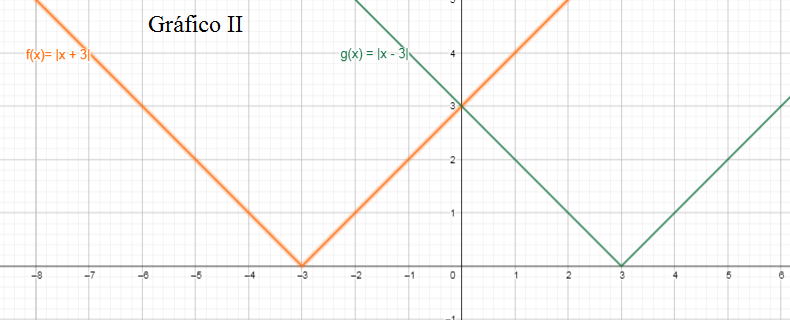 Gráfico II
f(x)= |x + 3|
g(x) = |x - 3|
5
4
3
2
1
–8 –7 –6 –5 –4 –3 –2 –1 0 1 2 3 4 5 6
–1